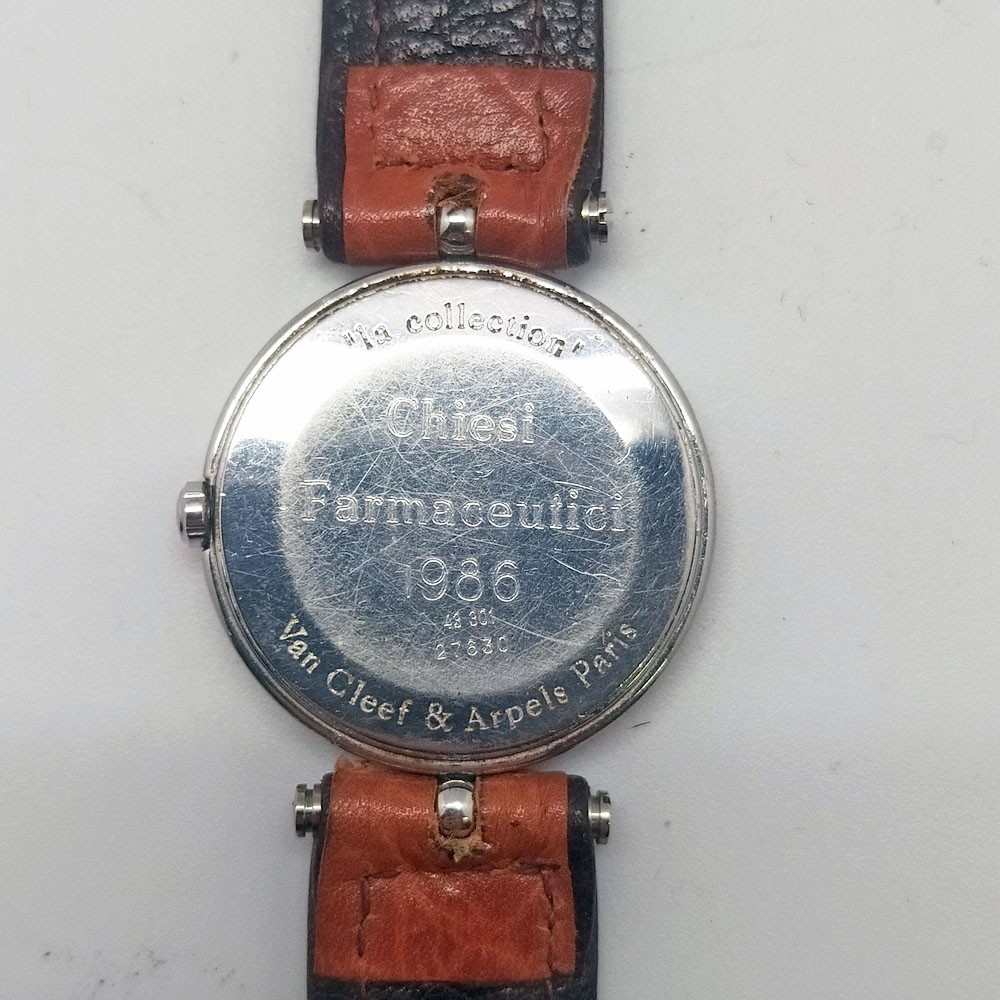 "la collection"
Chiesi
Farmaceutici
1986
43 301
27630
Van Cleef & Arpels Paris